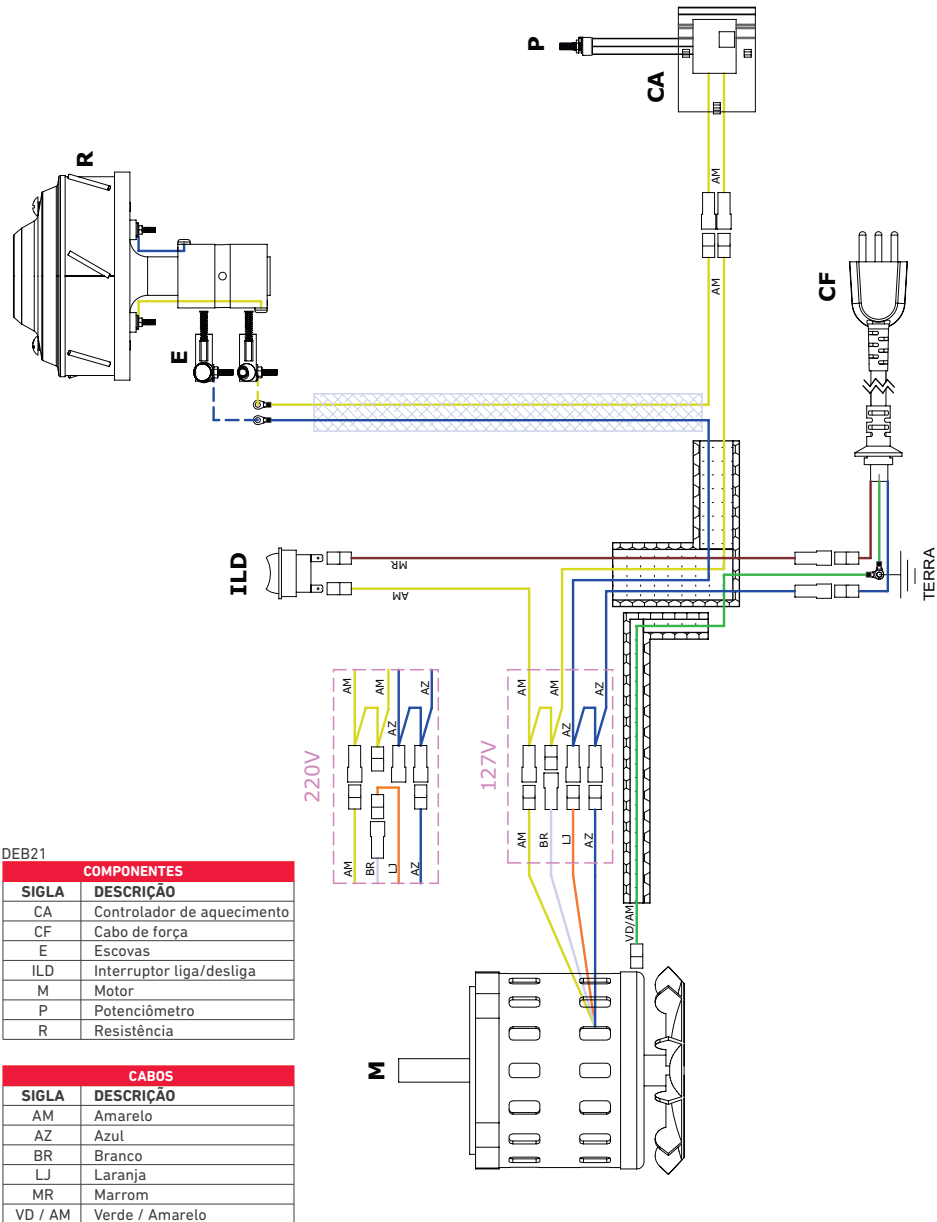 P
CA
R
AM
AM
CF
E
ILD
MR
AM
TERRA
220V
AM
AM
AZ
AZ
AM
BR
LJ
AZ
127V
AM
AM
AZ
AZ
AM
BR
LJ
AZ
VD/AM
M
DEB21
COMPONENTES
SIGLA DESCRIÇÃO
CA Controlador de aquecimento
CF Cabo de força
E Escovas
ILD Interruptor liga/desliga
M Motor
P Potenciômetro
R Resistência
CABOS
SIGLA DESCRIÇÃO
AM Amarelo
AZ Azul
BR Branco
LJ Laranja
MR Marrom
VD / AM Verde / Amarelo